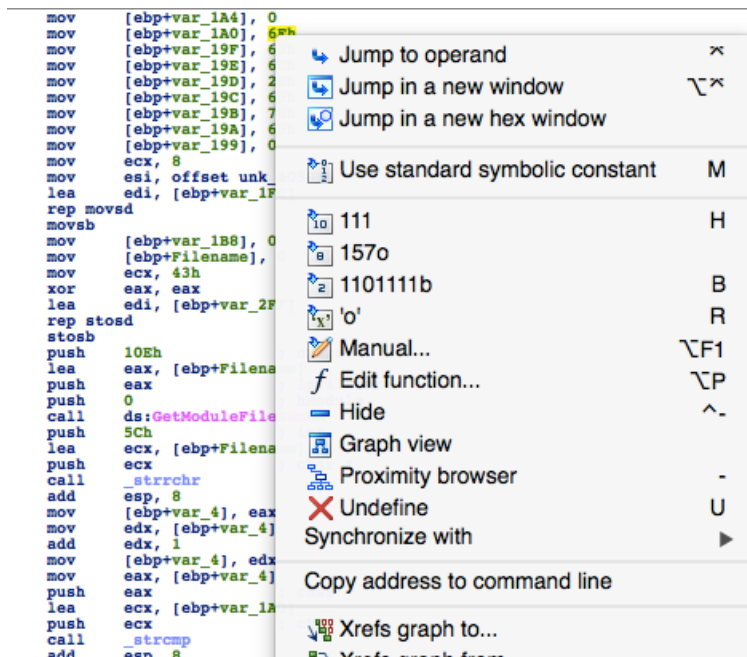 mov [ebp+var_1A4], 0
mov [ebp+var_1A0], 6Fh
mov [ebp+var_19F], 6
mov [ebp+var_19E], 6
mov [ebp+var_19D], 2
mov [ebp+var_19C], 6
mov [ebp+var_19B], 7
mov [ebp+var_19A], 6
mov [ebp+var_199], 0
mov ecx, 8
mov esi, offset unk_
lea edi, [ebp+var_1F
rep movsd
movsb
mov [ebp+var_1B8], 0
mov [ebp+Filename],
mov ecx, 43h
xor eax, eax
lea edi, [ebp+var_2F
rep stosd
stosb
push 10Eh
lea eax, [ebp+Filena
push eax
push 0
call ds:GetModuleFile
push 5Ch
lea ecx, [ebp+Filena
push ecx
call _strrchr
add esp, 8
mov [ebp+var_4], eax
mov edx, [ebp+var_4]
add edx, 1
mov [ebp+var_4], edx
mov eax, [ebp+var_4]
push eax
lea ecx, [ebp+var_1A
push ecx
call _strcmp
add esp, 8
Jump to operand ⌅
Jump in a new window ⌥⌅
Jump in a new hex window
Use standard symbolic constant M
111 H
157o
1101111b B
'o' R
Manual... ⌥F1
Edit function... ⌥P
Hide ^-
Graph view
Proximity browser -
Undefine U
Synchronize with
Copy address to command line
Xrefs graph to...
Xrefs graph from